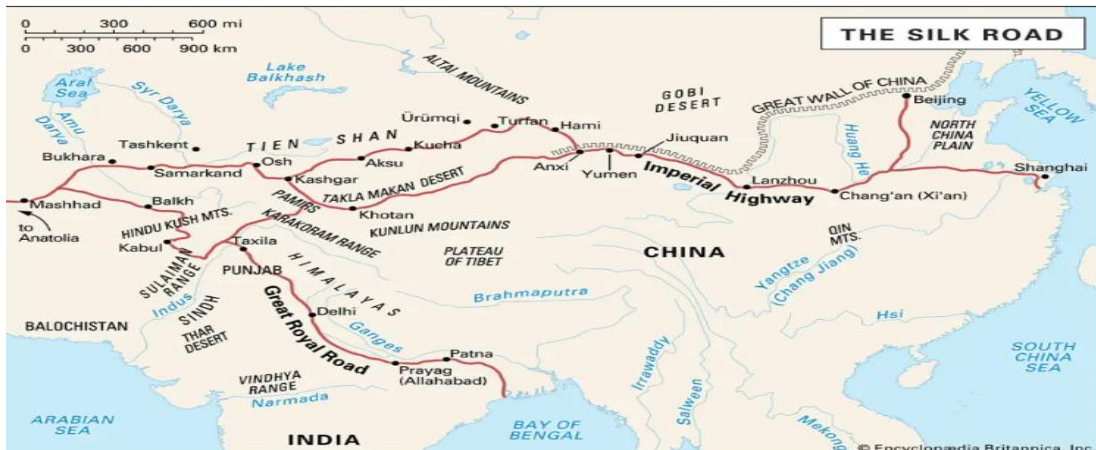 0 300 600 mi
0 300 600 900 km
THE SILK ROAD
Aral
Sea
Lake
Balkhash
Syr Darya
Amu
Darya
ALTAI MOUNTAINS
GOBI
DESERT
GREAT WALL OF CHINA
Beijing
YELLOW
SEA
NORTH
CHINA
PLAIN
Ürümqi
Turfan
Hami
Jiuquan
Huang He
Tashkent
TIEN SHAN
Kucha
Bukhara
Osh
Aksu
Samarkand
Kashgar
TAKLA MAKAN DESERT
Anxi
Yumen
Imperial Highway
Lanzhou
Shanghai
Chang'an (Xi'an)
Mashhad
to
Anatolia
Balkh
PAMIRS
Khotan
HINDU KUSH MTS.
KARAKORAM RANGE
KUNLUN MOUNTAINS
Kabul
Taxila
PLATEAU
OF TIBET
CHINA
QIN
MTS.
SULAIMAN
RANGE
PUNJAB
HIMALAYAS
Yangtze
(Chang Jiang)
Indus
SINDH
Great Royal Road
Brahmaputra
BALOCHISTAN
THAR
DESERT
Delhi
Ganges
Hsi
Patna
Prayag
(Allahabad)
VINDHYA
RANGE
Narmada
Irrawaddy
Salween
SOUTH
CHINA
SEA
ARABIAN
SEA
INDIA
BAY OF
BENGAL
Mekong
© Encyclopædia Britannica, Inc.